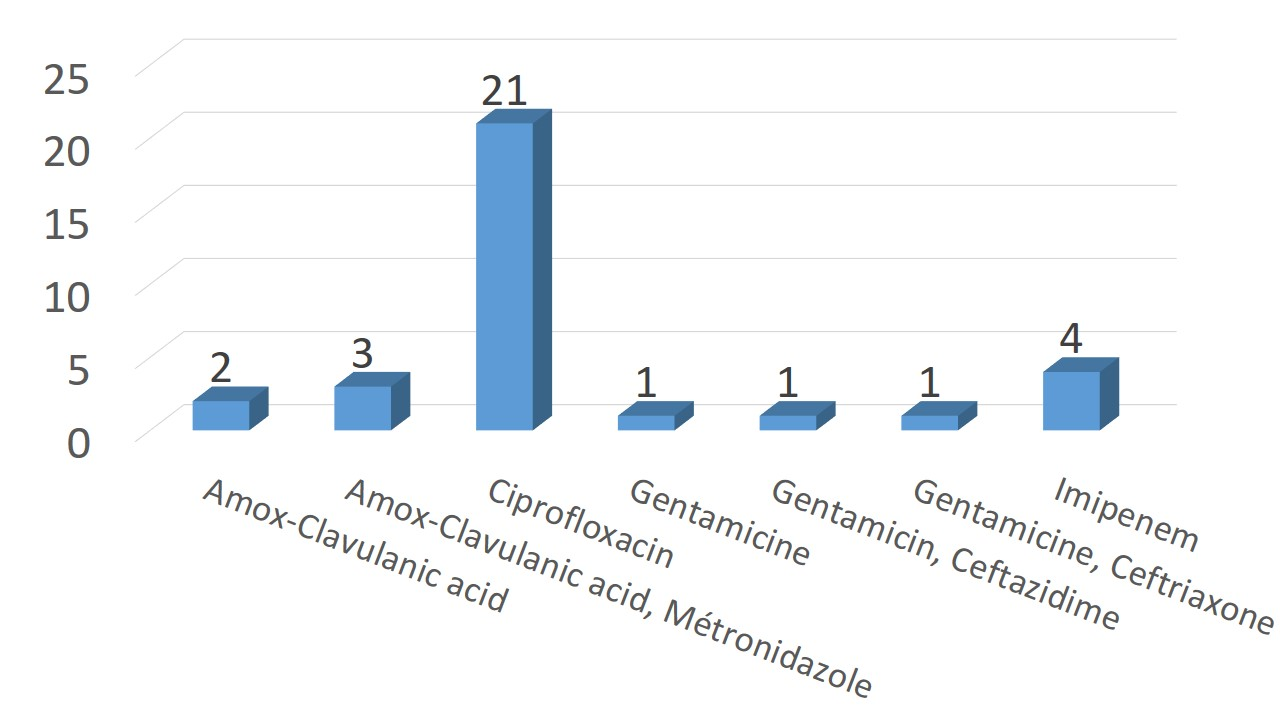 25
20
15
10
5
0
2
3
21
1
1
1
4
Amox-Clavulanic acid
Amox-Clavulanic acid, Métronidazole
Ciprofloxacin
Gentamicine
Gentamicin, Ceftazidime
Gentamicine, Ceftriaxone
Imipenem